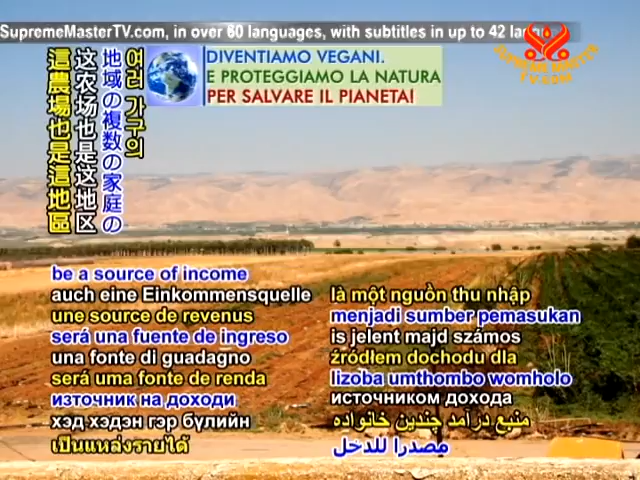 SupremeMasterTV.com, in over 60 languages, with subtitles in up to 42 lang
SUPREME MASTER
TV.COM
DIVENTIAMO VEGANI.
E PROTEGGIAMO LA NATURA
PER SALVARE IL PIANETA!
여러 가구의
地域の複数の家庭の
这农场也是这地区
這農場也是這地區
be a source of income
auch eine Einkommensquelle
une source de revenus
será una fuente de ingreso
una fonte di guadagno
será uma fonte de renda
източник на доходи
хэд хэдэн гэр бүлийн
เป็นแหล่งรายได้
là một nguồn thu nhập
menjadi sumber pemasukan
is jelent majd számos
źródłem dochodu dla
lizoba umthombo womholo
источником дохода
منبع درآمد چندین خانواده
مصدرا للدخل